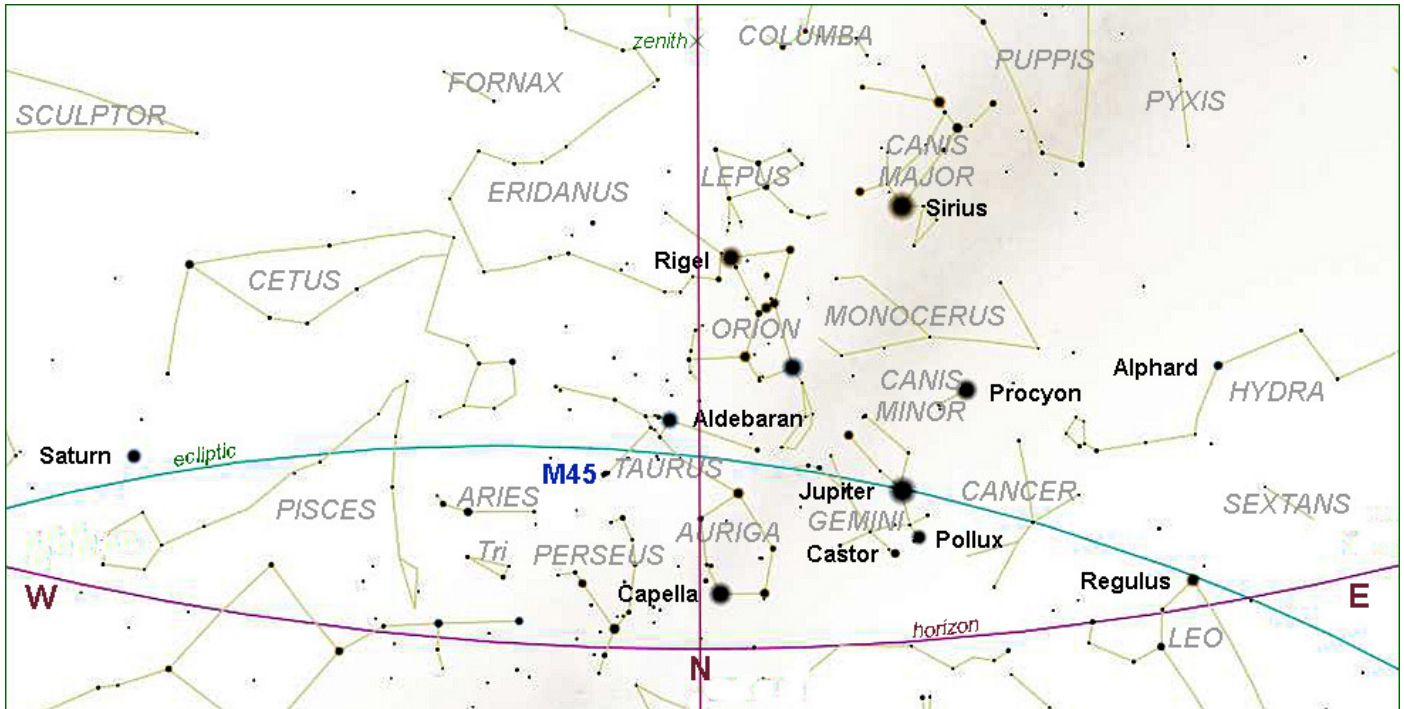 zenith
COLUMBA
PUPPIS
FORNAX
PYXIS
SCULPTOR
CANIS
MAJOR
LEPUS
ERIDANUS
Sirius
Rigel
CETUS
ORION
MONOCERUS
Alphard
CANIS
MINOR
Procyon
HYDRA
Aldebaran
Saturn
ecliptic
M45
TAURUS
Jupiter
CANCER
ARIES
PISCES
GEMINI
SEXTANS
AURIGA
Pollux
Tri
PERSEUS
Castor
Capella
Regulus
W
E
horizon
LEO
N